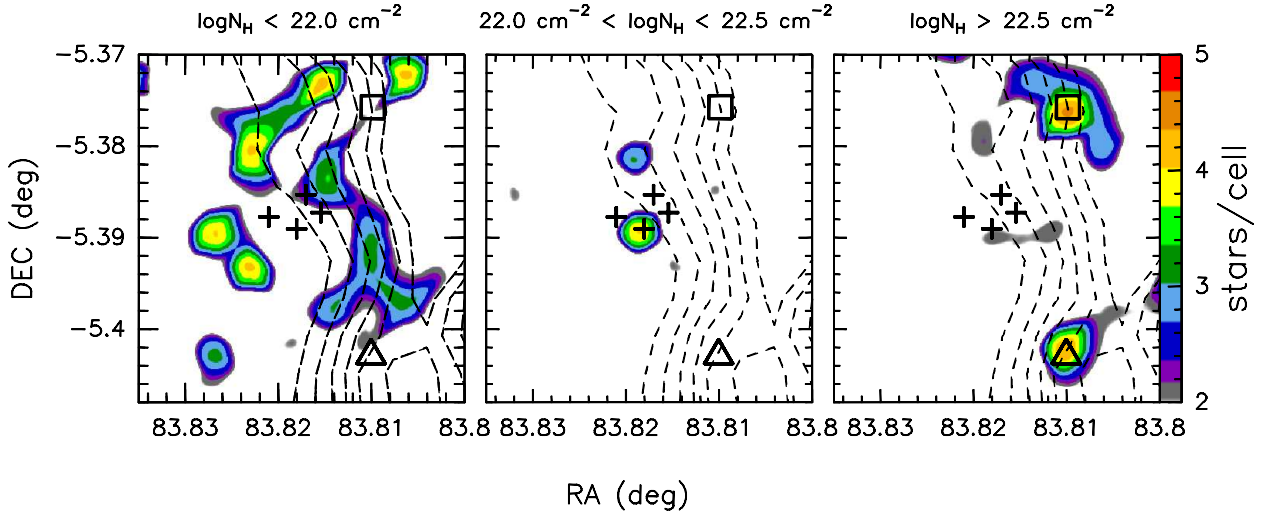 logN_H < 22.0 cm⁻² 22.0 cm⁻² < logN_H < 22.5 cm⁻² logN_H > 22.5 cm⁻²
−5.37
−5.38
−5.39
−5.4
DEC (deg)
83.83 83.82 83.81 83.8 83.83 83.82 83.81 83.8 83.83 83.82 83.81 83.8
RA (deg)
5
4
3
2
stars/cell